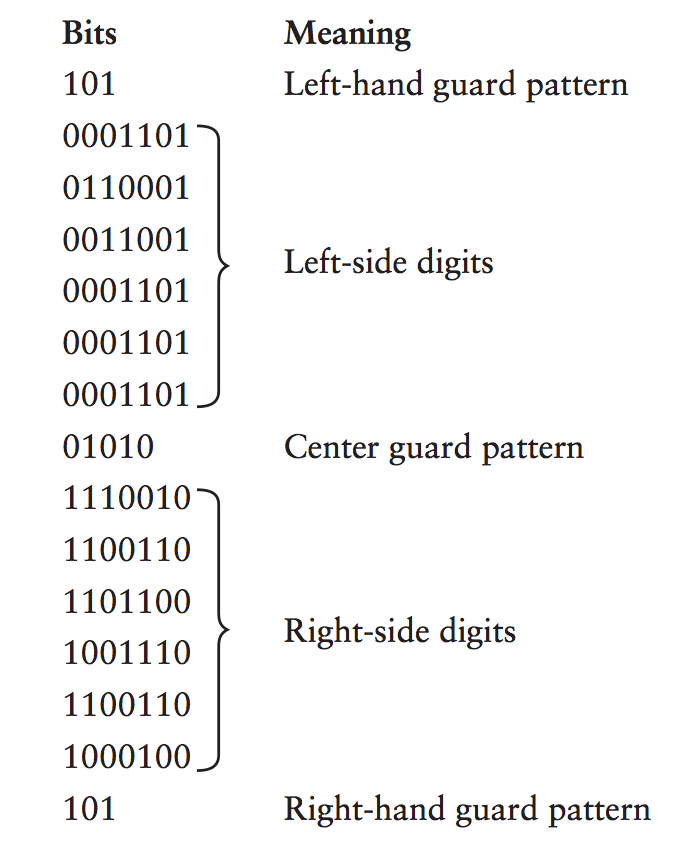 Bits Meaning
101 Left-hand guard pattern
0001101
0110001
0011001
Left-side digits
0001101
0001101
0001101
01010 Center guard pattern
1110010
1100110
1101100
Right-side digits
1001110
1100110
1000100
101 Right-hand guard pattern